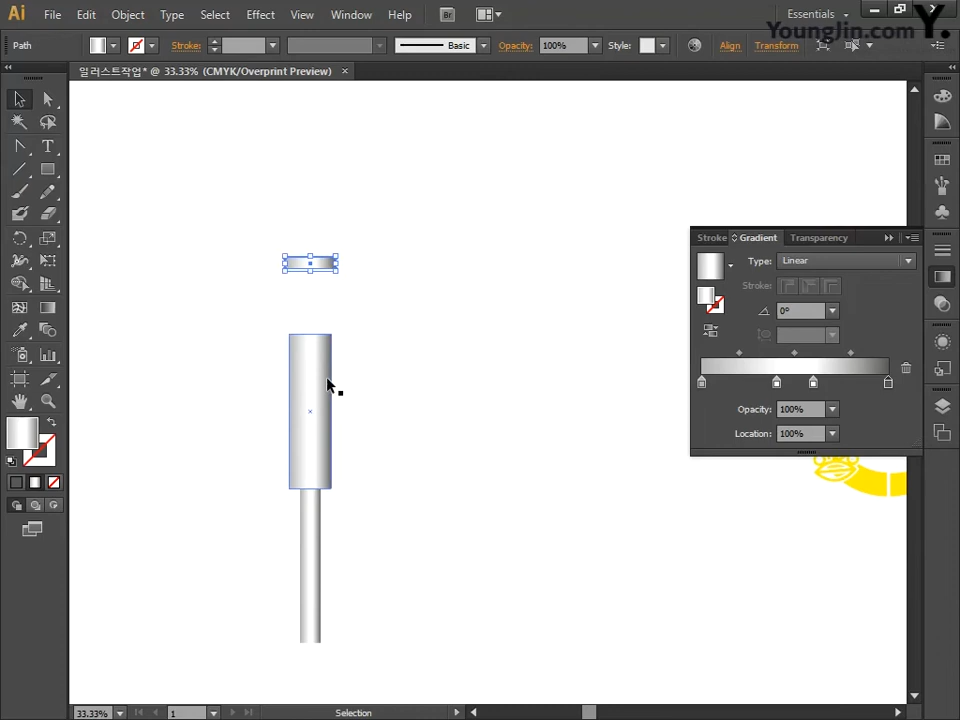 Ai File Edit Object Type Select Effect View Window Help Br Essentials
YoungJin.com Y.
Path Stroke: Basic Opacity: 100% Style: Align Transform
일러스트작업* @ 33.33% (CMYK/Overprint Preview) ×
Stroke Gradient Transparency
Type: Linear
Stroke:
0°
Opacity: 100%
Location: 100%
33.33% 1 Selection